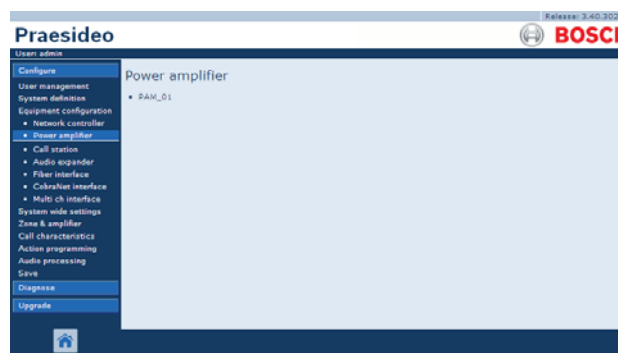 Release: 3.40.302
Praesideo
BOSCH
User: admin
Configure
User management
System definition
Equipment configuration
• Network controller
• Power amplifier
• Call station
• Audio expander
• Fiber interface
• CobraNet interface
• Multi ch interface
System wide settings
Zone & amplifier
Call characteristics
Action programming
Audio processing
Save
Diagnose
Upgrade
Power amplifier
• PAM_01